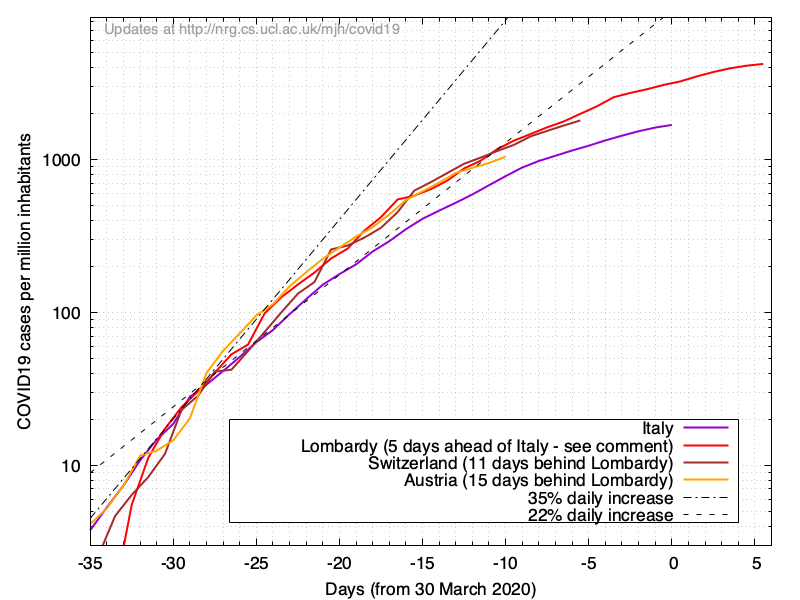 Updates at http://nrg.cs.ucl.ac.uk/mjh/covid19
COVID19 cases per million inhabitants
1000
100
10
Italy
Lombardy (5 days ahead of Italy - see comment)
Switzerland (11 days behind Lombardy)
Austria (15 days behind Lombardy)
35% daily increase
22% daily increase
-35 -30 -25 -20 -15 -10 -5 0 5
Days (from 30 March 2020)